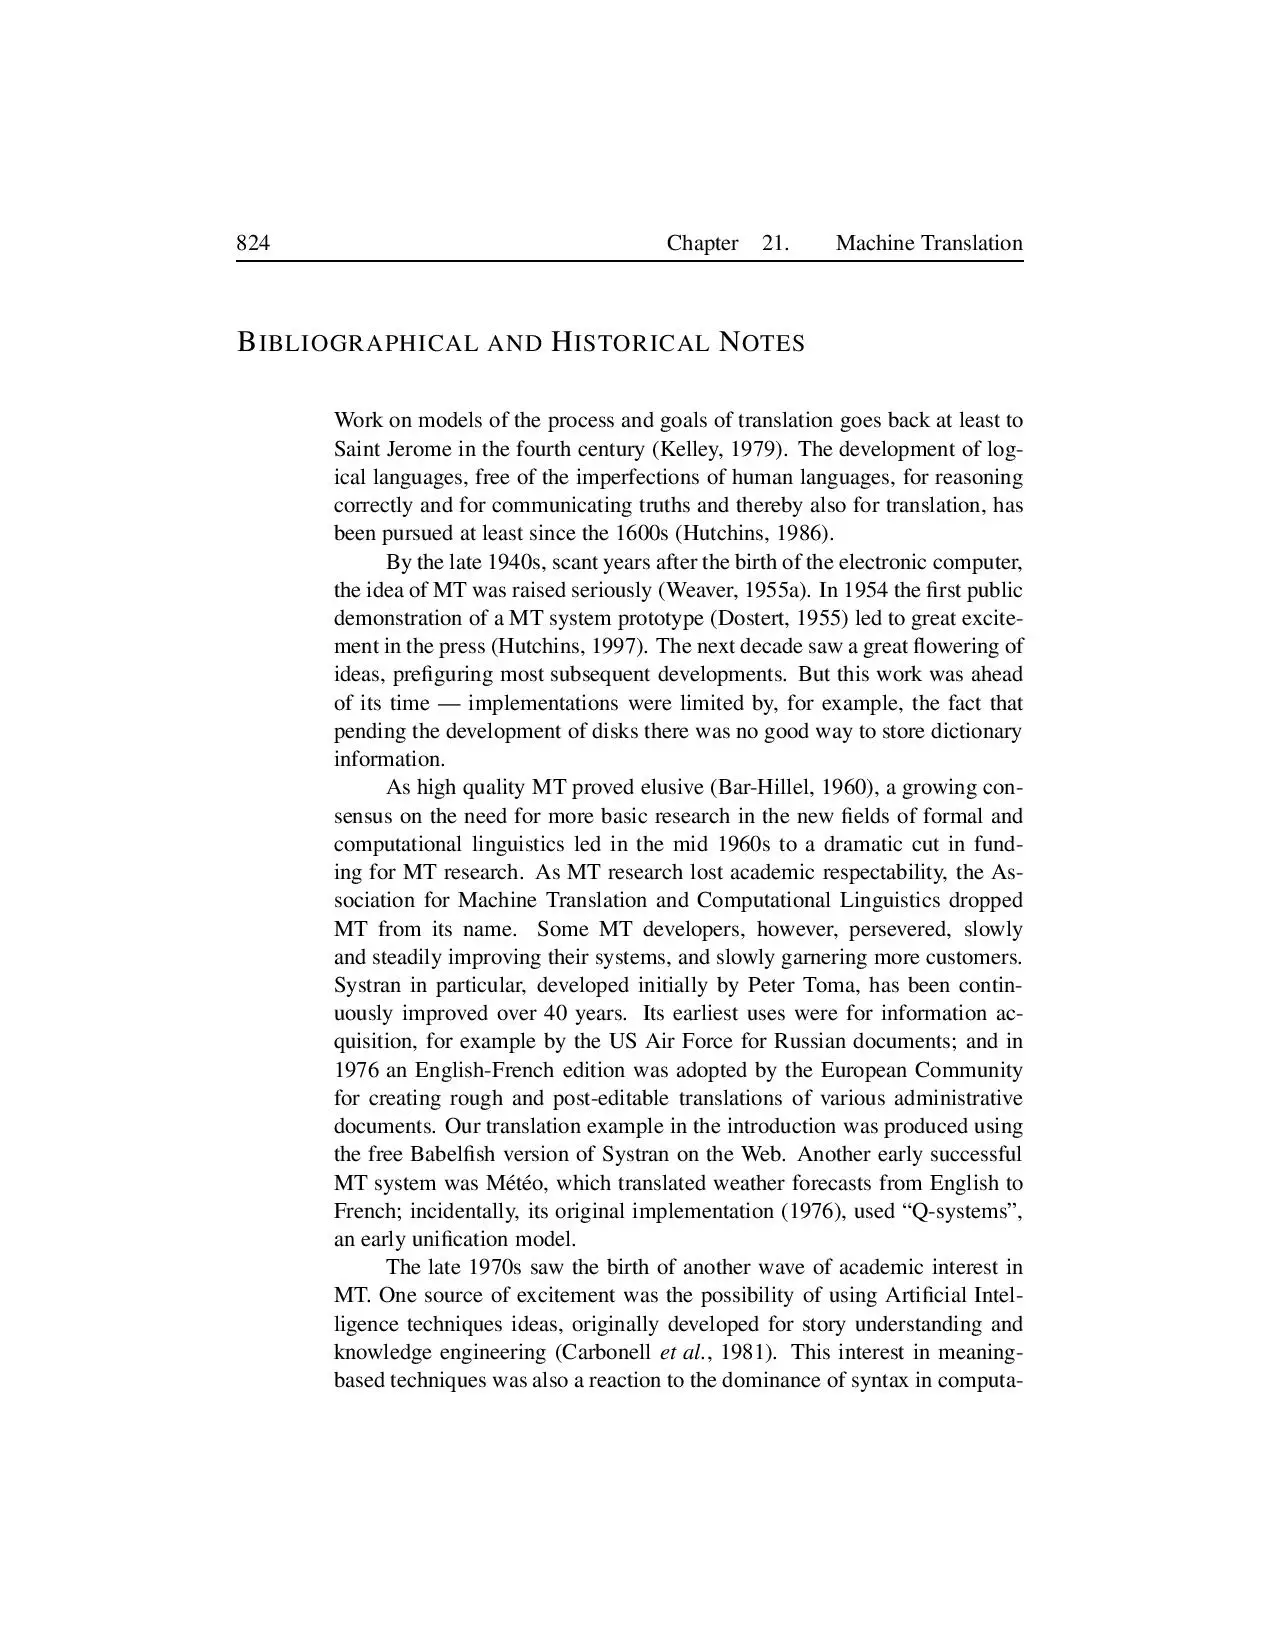 824 Chapter 21. Machine Translation
BIBLIOGRAPHICAL AND HISTORICAL NOTES
Work on models of the process and goals of translation goes back at least to
Saint Jerome in the fourth century (Kelley, 1979). The development of log-
ical languages, free of the imperfections of human languages, for reasoning
correctly and for communicating truths and thereby also for translation, has
been pursued at least since the 1600s (Hutchins, 1986).
By the late 1940s, scant years after the birth of the electronic computer,
the idea of MT was raised seriously (Weaver, 1955a). In 1954 the first public
demonstration of a MT system prototype (Dostert, 1955) led to great excite-
ment in the press (Hutchins, 1997). The next decade saw a great flowering of
ideas, prefiguring most subsequent developments. But this work was ahead
of its time — implementations were limited by, for example, the fact that
pending the development of disks there was no good way to store dictionary
information.
As high quality MT proved elusive (Bar-Hillel, 1960), a growing con-
sensus on the need for more basic research in the new fields of formal and
computational linguistics led in the mid 1960s to a dramatic cut in fund-
ing for MT research. As MT research lost academic respectability, the As-
sociation for Machine Translation and Computational Linguistics dropped
MT from its name. Some MT developers, however, persevered, slowly
and steadily improving their systems, and slowly garnering more customers.
Systran in particular, developed initially by Peter Toma, has been contin-
uously improved over 40 years. Its earliest uses were for information ac-
quisition, for example by the US Air Force for Russian documents; and in
1976 an English-French edition was adopted by the European Community
for creating rough and post-editable translations of various administrative
documents. Our translation example in the introduction was produced using
the free Babelfish version of Systran on the Web. Another early successful
MT system was Météo, which translated weather forecasts from English to
French; incidentally, its original implementation (1976), used “Q-systems”,
an early unification model.
The late 1970s saw the birth of another wave of academic interest in
MT. One source of excitement was the possibility of using Artificial Intel-
ligence techniques ideas, originally developed for story understanding and
knowledge engineering (Carbonell et al., 1981). This interest in meaning-
based techniques was also a reaction to the dominance of syntax in computa-